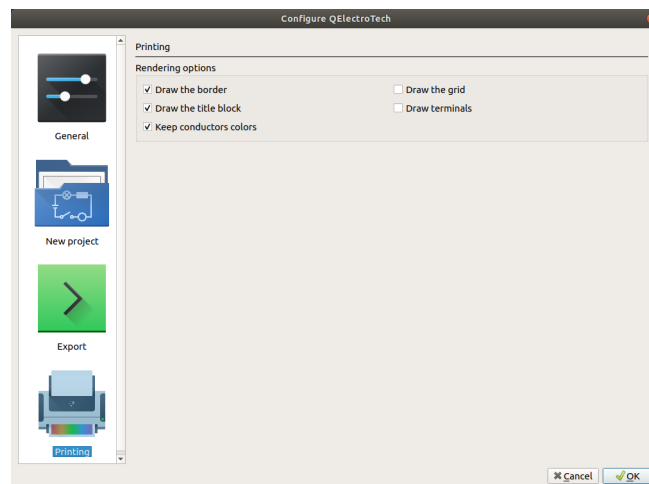 Configure QElectroTech
General
New project
Export
Printing
Printing
Rendering options
Draw the border
Draw the grid
Draw the title block
Draw terminals
Keep conductors colors
Cancel
OK